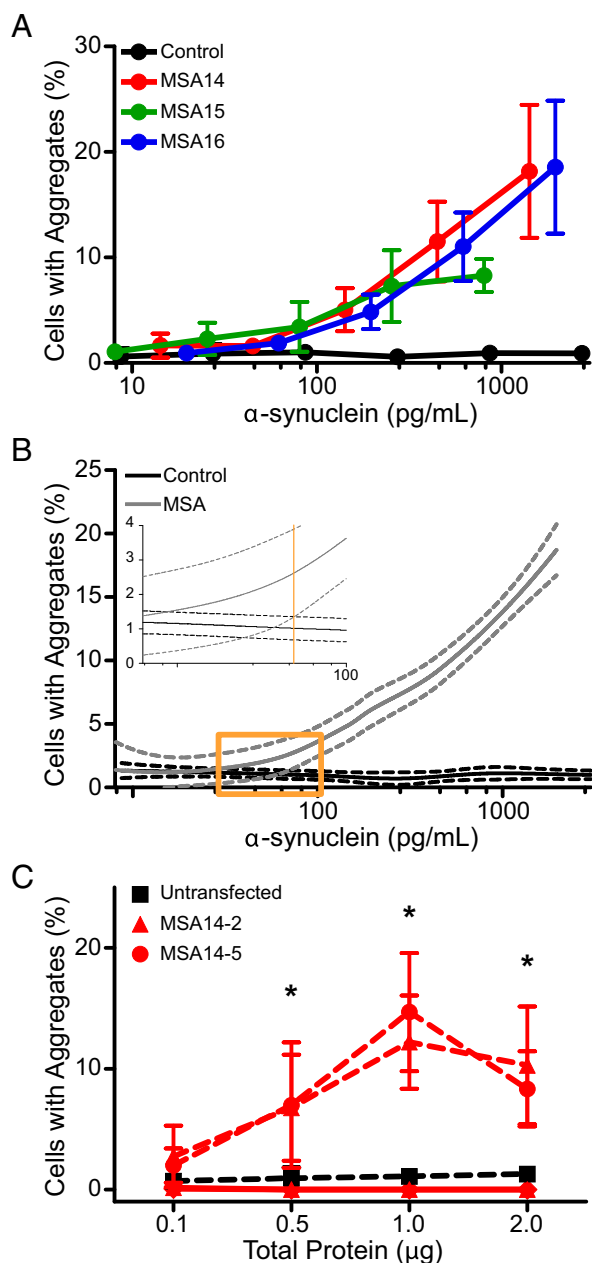 A
Cells with Aggregates (%)
30
20
10
0
Control
MSA14
MSA15
MSA16
10 100 1000
α-synuclein (pg/mL)
B
Cells with Aggregates (%)
25
20
15
10
5
0
Control
MSA
4
3
2
1
0
100
100 1000
α-synuclein (pg/mL)
C
Cells with Aggregates (%)
20
10
0
Untransfected
MSA14-2
MSA14-5
* * *
0.1 0.5 1.0 2.0
Total Protein (µg)